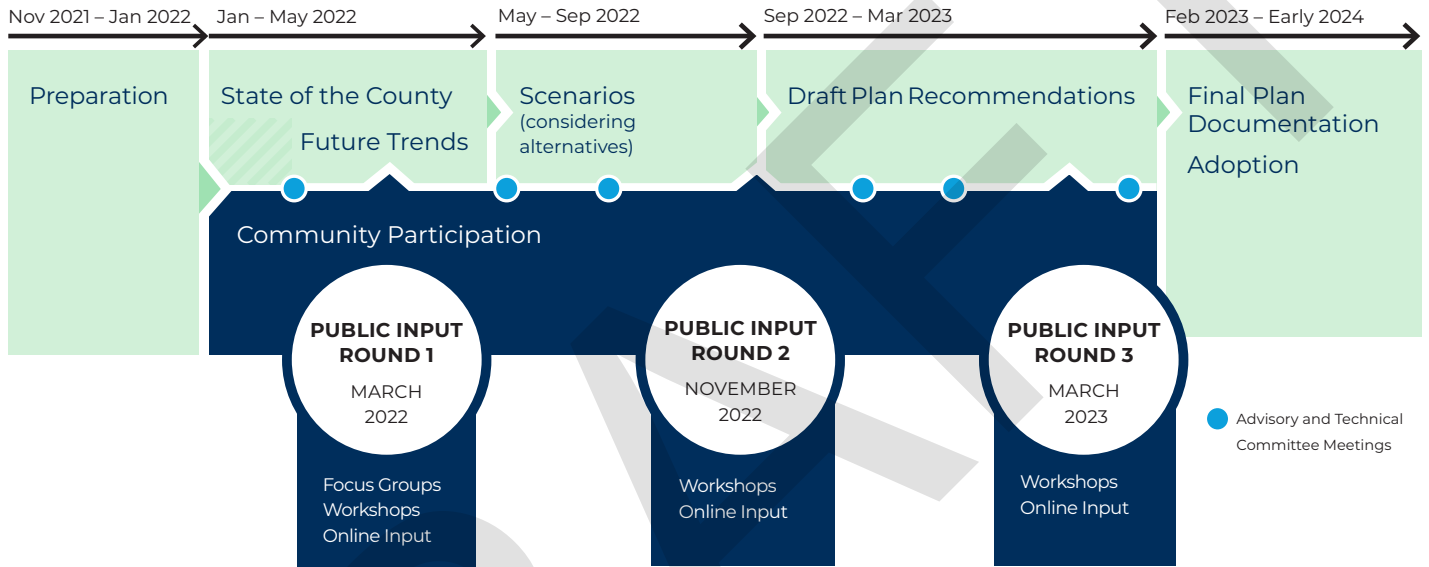 Nov 2021 – Jan 2022
Jan – May 2022
May – Sep 2022
Sep 2022 – Mar 2023
Feb 2023 – Early 2024
Preparation
State of the County
Future Trends
Scenarios
(considering
alternatives)
Draft Plan Recommendations
Final Plan
Documentation
Adoption
Community Participation
PUBLIC INPUT
ROUND 1
MARCH
2022
Focus Groups
Workshops
Online Input
PUBLIC INPUT
ROUND 2
NOVEMBER
2022
Workshops
Online Input
PUBLIC INPUT
ROUND 3
MARCH
2023
Workshops
Online Input
Advisory and Technical
Committee Meetings